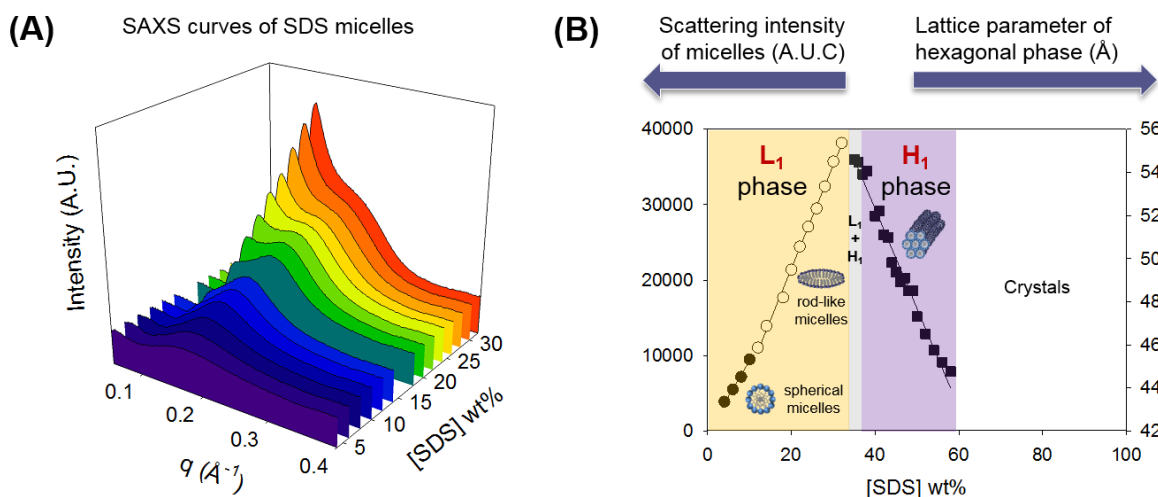 (A)
SAXS curves of SDS micelles
Intensity (A.U.)
0.1
0.2
0.3
0.4
q (Å-1)
5
10
15
20
25
30
[SDS] wt%
(B)
Scattering intensity
of micelles (A.U.C)
Lattice parameter of
hexagonal phase (Å)
40000
30000
20000
10000
0
L1
phase
rod-like
micelles
spherical
micelles
L1
+
H1
H1
phase
Crystals
56
54
52
50
48
46
44
42
0
20
40
60
80
100
[SDS] wt%